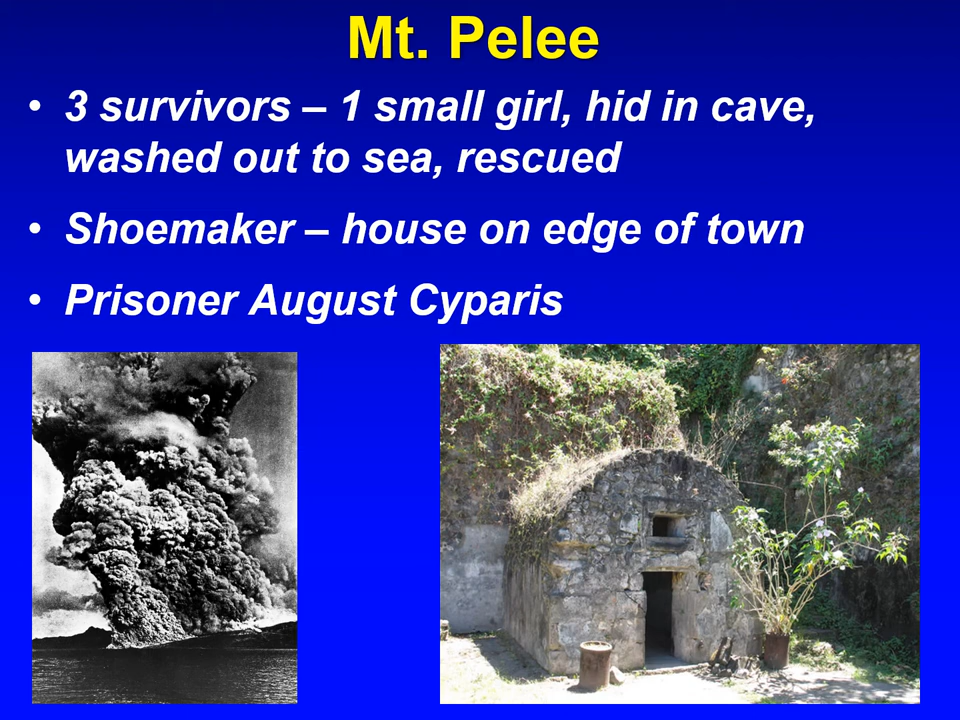 Mt. Pelee
• 3 survivors – 1 small girl, hid in cave,
washed out to sea, rescued
• Shoemaker – house on edge of town
• Prisoner August Cyparis